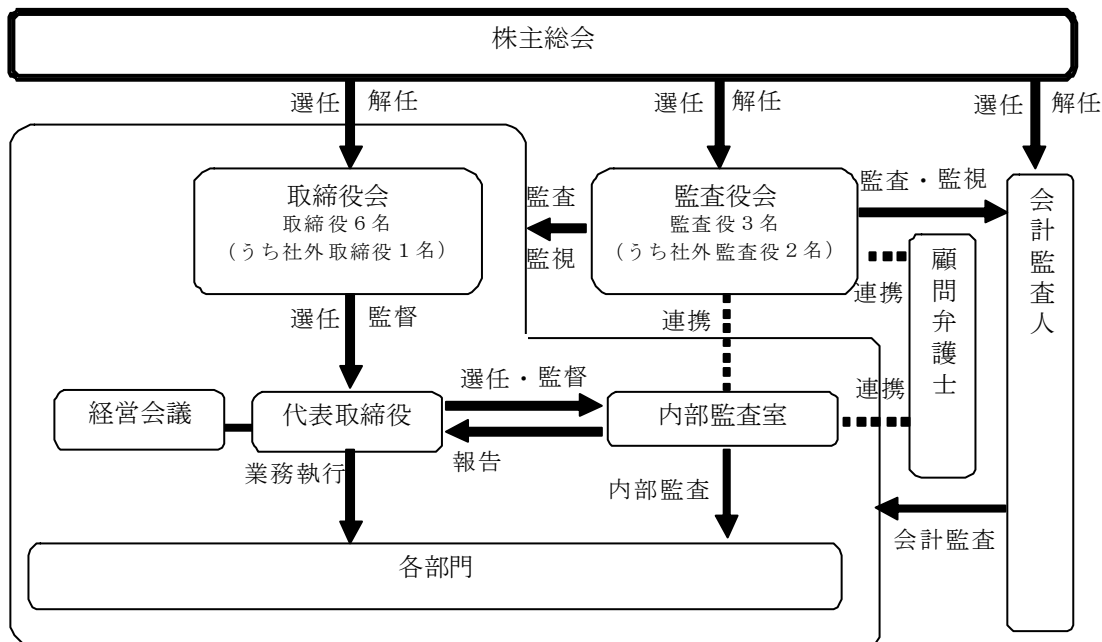 株主総会
選任 解任
選任 解任
選任 解任
取締役会
取締役6名
(うち社外取締役1名)
監査
監視
監査役会
監査役3名
(うち社外監査役2名)
監査・監視
会計監査人
連携
顧問弁護士
選任 監督
連携
経営会議
代表取締役
選任・監督
報告
内部監査室
連携
業務執行
内部監査
会計監査
各部門